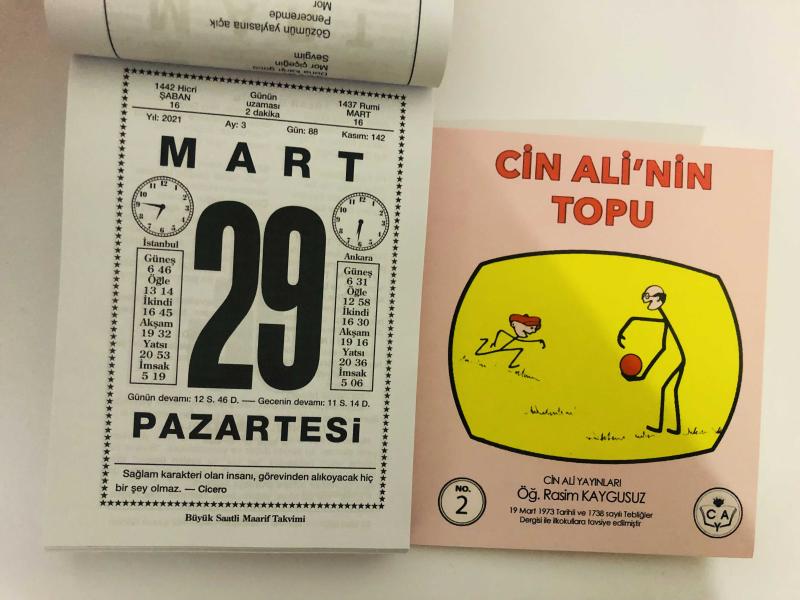 Mor
Penceremde
Gözümün yaylasına açık
Sevgim
Mor çiçeğin
1442 Hicri
ŞABAN
16
Günün
uzaması
2 dakika
1437 Rumi
MART
16
Yıl: 2021
Ay: 3
Gün: 88
Kasım: 142
MART
29
İstanbul
Güneş
6 46
Öğle
13 14
İkindi
16 45
Akşam
19 32
Yatsı
20 53
İmsak
5 19
Ankara
Güneş
6 31
Öğle
12 58
İkindi
16 30
Akşam
19 16
Yatsı
20 36
İmsak
5 06
Günün devamı: 12 S. 46 D. — Gecenin devamı: 11 S. 14 D.
PAZARTESİ
Sağlam karakteri olan insanı, görevinden alıkoyacak hiç
bir şey olmaz. — Cicero
Büyük Saatli Maarif Takvimi
CİN ALİ'NİN
TOPU
CİN ALİ YAYINLARI
Öğ. Rasim KAYGUSUZ
19 Mart 1973 Tarihli ve 1738 sayılı Tebliğler
Dergisi ile ilkokullara tavsiye edilmiştir
NO.
2
C A
Y